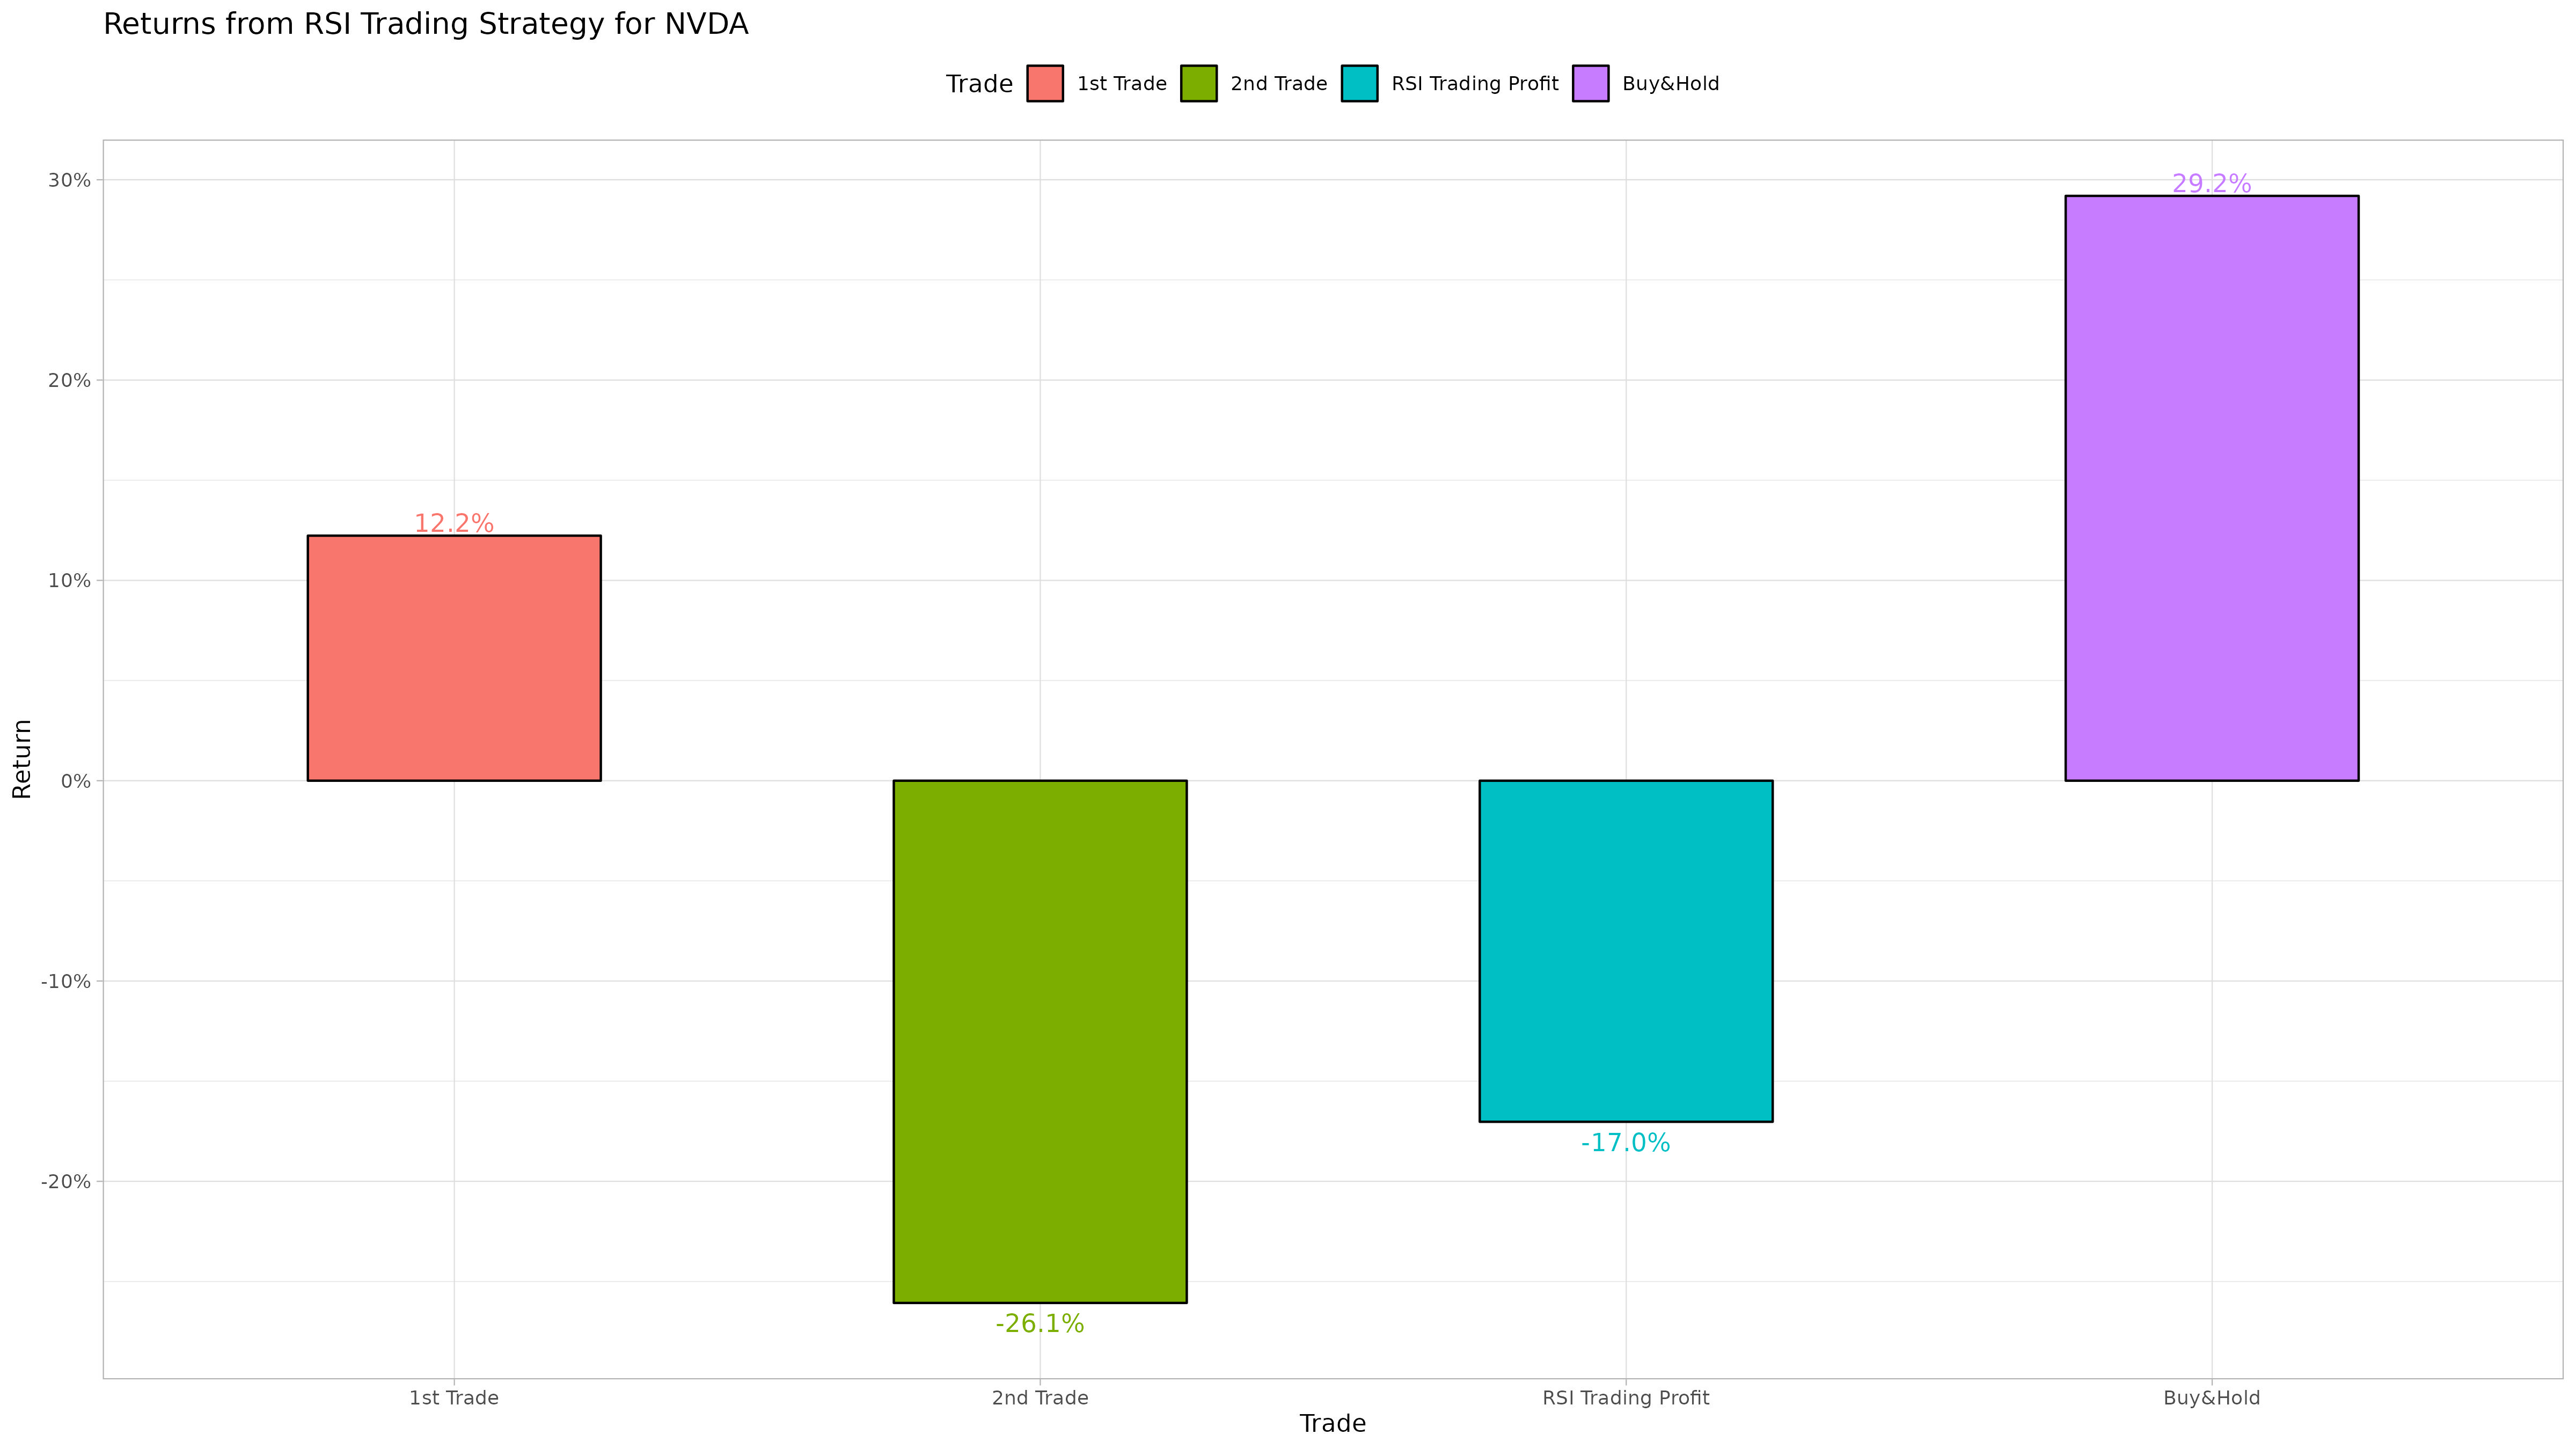 Returns from RSI Trading Strategy for NVDA
Trade 1st Trade 2nd Trade RSI Trading Profit Buy&Hold
30%
20%
10%
0%
-10%
-20%
Return
12.2%
-26.1%
-17.0%
29.2%
1st Trade 2nd Trade RSI Trading Profit Buy&Hold
Trade